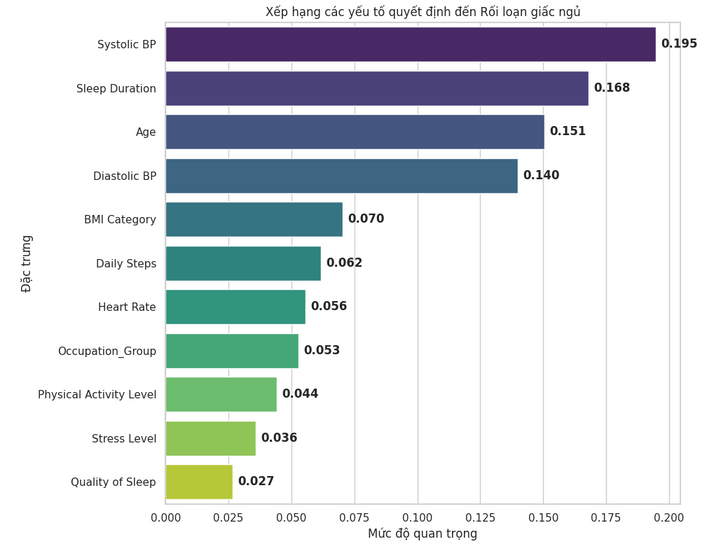 Xếp hạng các yếu tố quyết định đến Rối loạn giấc ngủ
Systolic BP 0.195
Sleep Duration 0.168
Age 0.151
Diastolic BP 0.140
BMI Category 0.070
Daily Steps 0.062
Heart Rate 0.056
Occupation_Group 0.053
Physical Activity Level 0.044
Stress Level 0.036
Quality of Sleep 0.027
Đặc trưng
0.000 0.025 0.050 0.075 0.100 0.125 0.150 0.175 0.200
Mức độ quan trọng